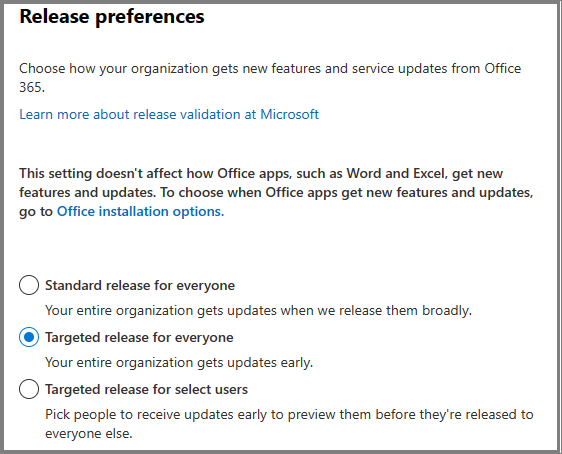 Release preferences
Choose how your organization gets new features and service updates from Office
365.
Learn more about release validation at Microsoft
This setting doesn't affect how Office apps, such as Word and Excel, get new
features and updates. To choose when Office apps get new features and updates,
go to Office installation options.
Standard release for everyone
Your entire organization gets updates when we release them broadly.
Targeted release for everyone
Your entire organization gets updates early.
Targeted release for select users
Pick people to receive updates early to preview them before they're released to
everyone else.